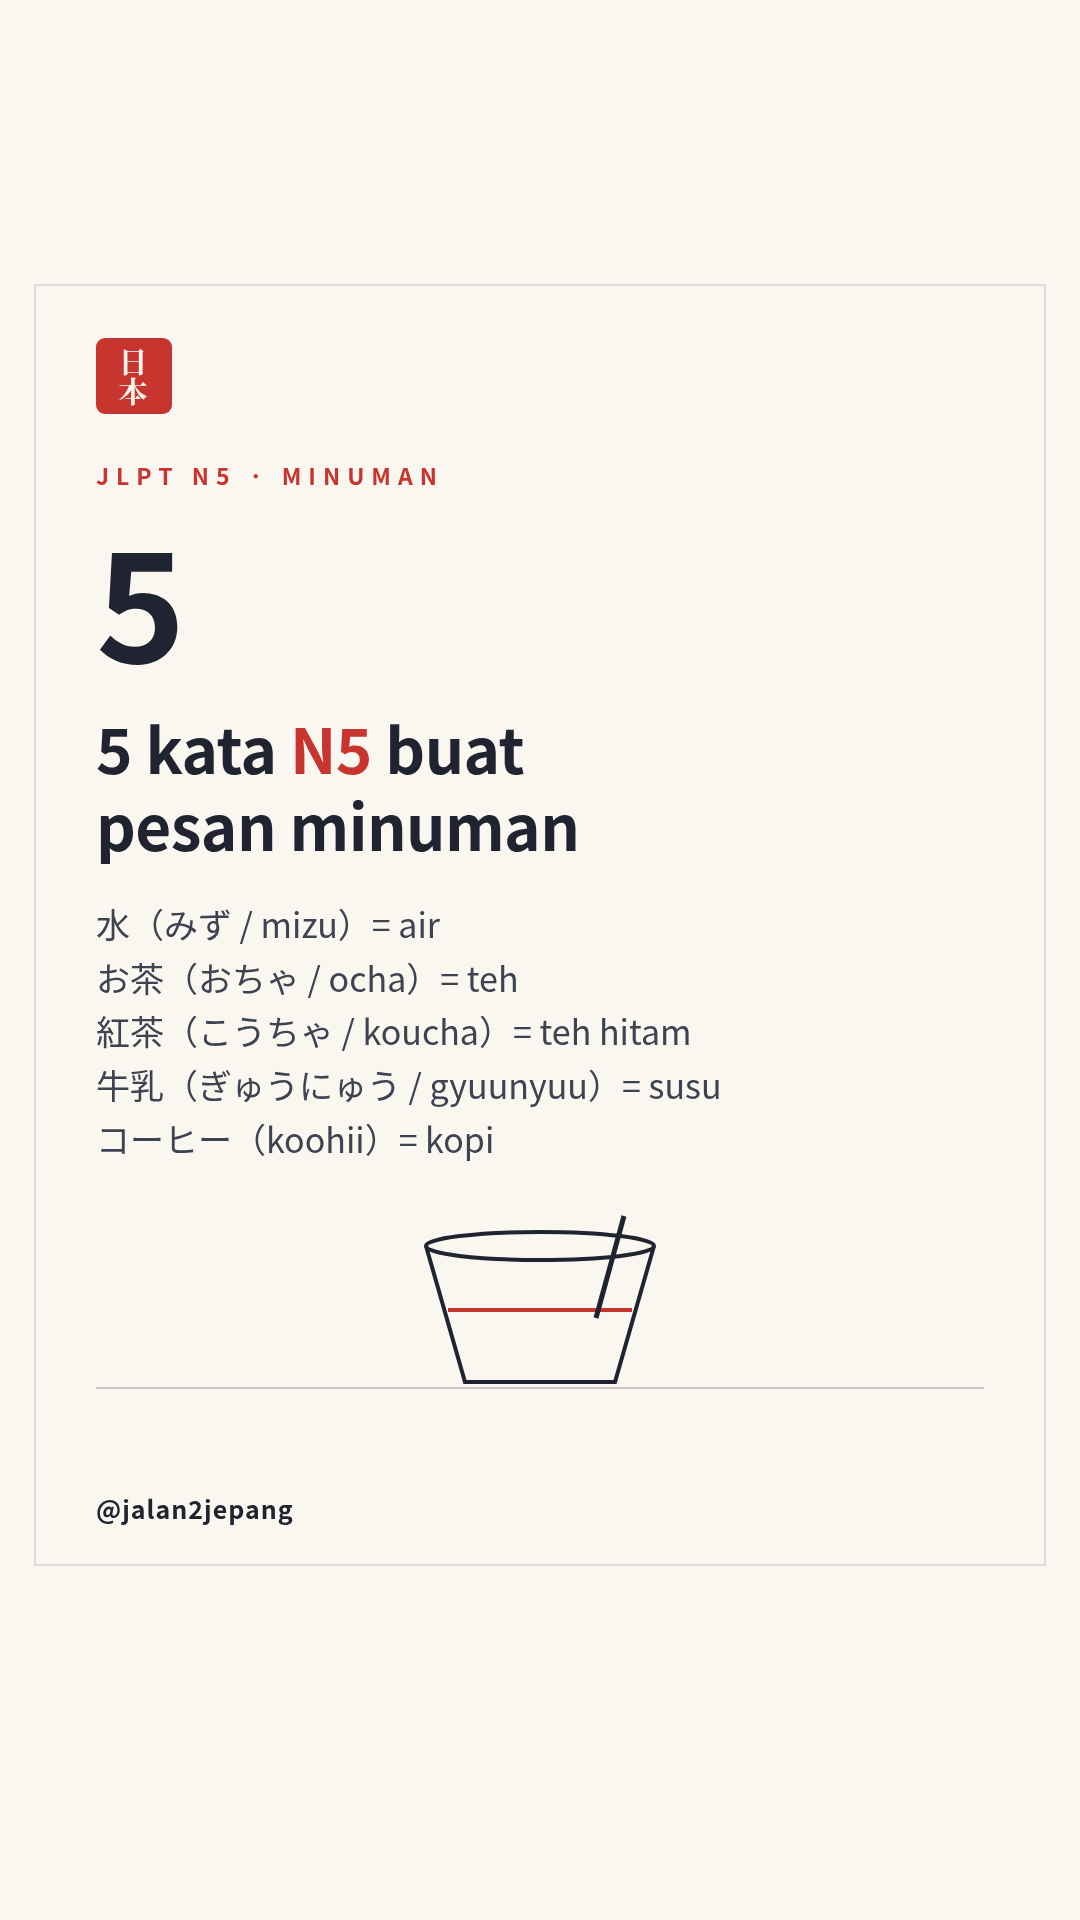 日
本
JLPT N5 · MINUMAN
5
5 kata N5 buat
pesan minuman
水（みず / mizu）= air
お茶（おちゃ / ocha）= teh
紅茶（こうちゃ / koucha）= teh hitam
牛乳（ぎゅうにゅう / gyuunyuu）= susu
コーヒー（koohii）= kopi
@jalan2jepang